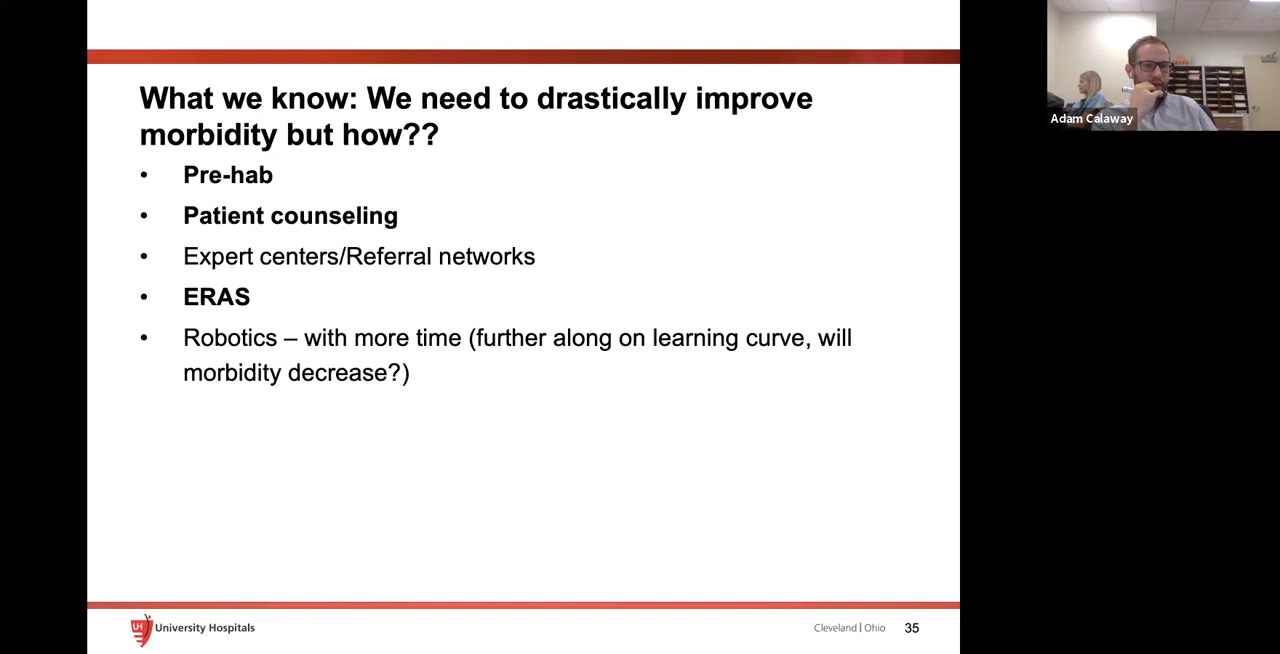 What we know: We need to drastically improve
morbidity but how??
• Pre-hab
• Patient counseling
• Expert centers/Referral networks
• ERAS
• Robotics – with more time (further along on learning curve, will
morbidity decrease?)
UH University Hospitals
Cleveland | Ohio 35
Adam Calaway